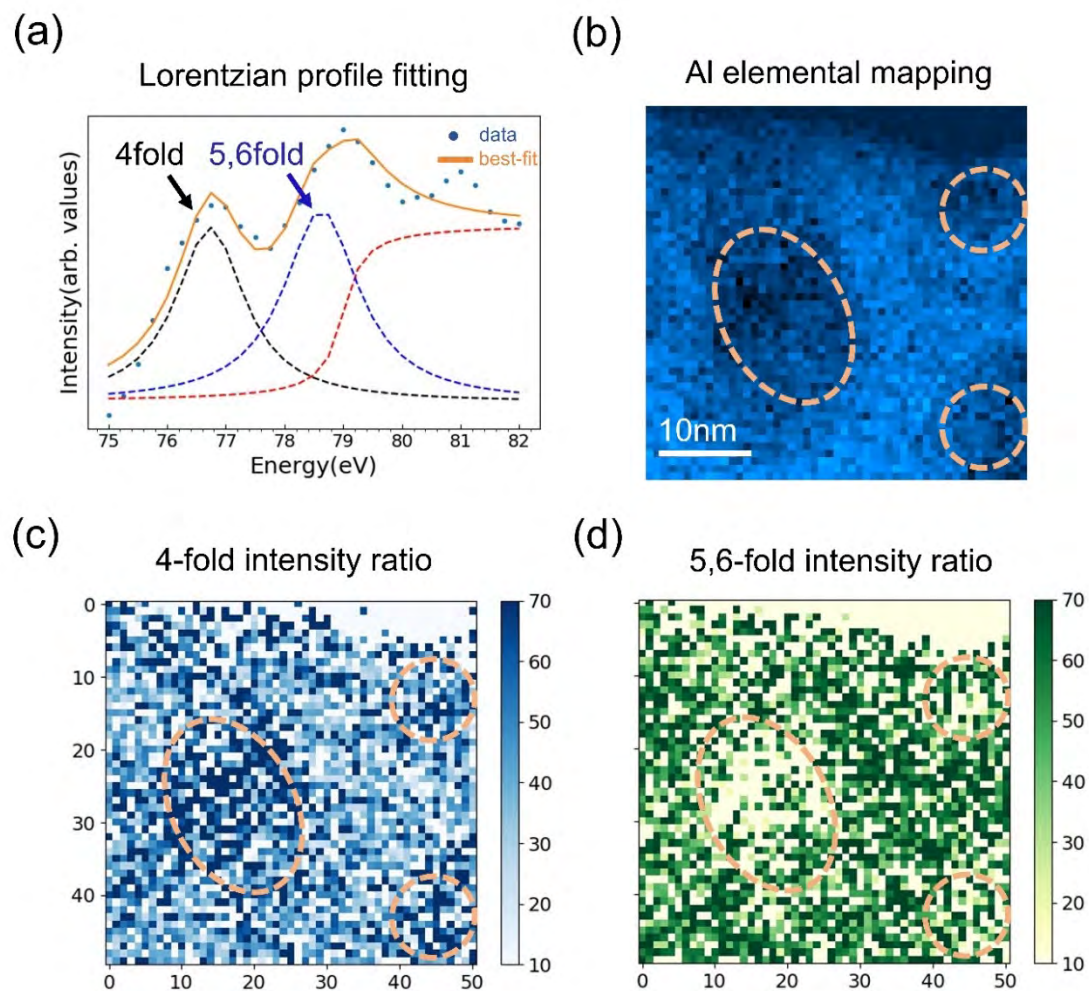 (a)
Lorentzian profile fitting
4fold
5,6fold
data
best-fit
Intensity(arb. values)
75 76 77 78 79 80 81 82
Energy(eV)
(b)
Al elemental mapping
10nm
(c)
4-fold intensity ratio
0
10
20
30
40
0 10 20 30 40 50
70
60
50
40
30
20
10
(d)
5,6-fold intensity ratio
0 10 20 30 40 50
70
60
50
40
30
20
10